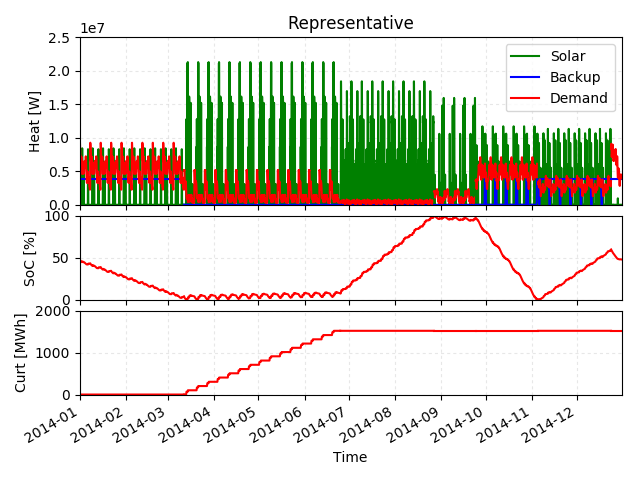 Representative
1e7
2.5
2.0
1.5
1.0
0.5
0.0
Heat [W]
Solar
Backup
Demand
100
50
0
SoC [%]
2000
1000
0
Curt [MWh]
2014-01
2014-02
2014-03
2014-04
2014-05
2014-06
2014-07
2014-08
2014-09
2014-10
2014-11
2014-12
Time